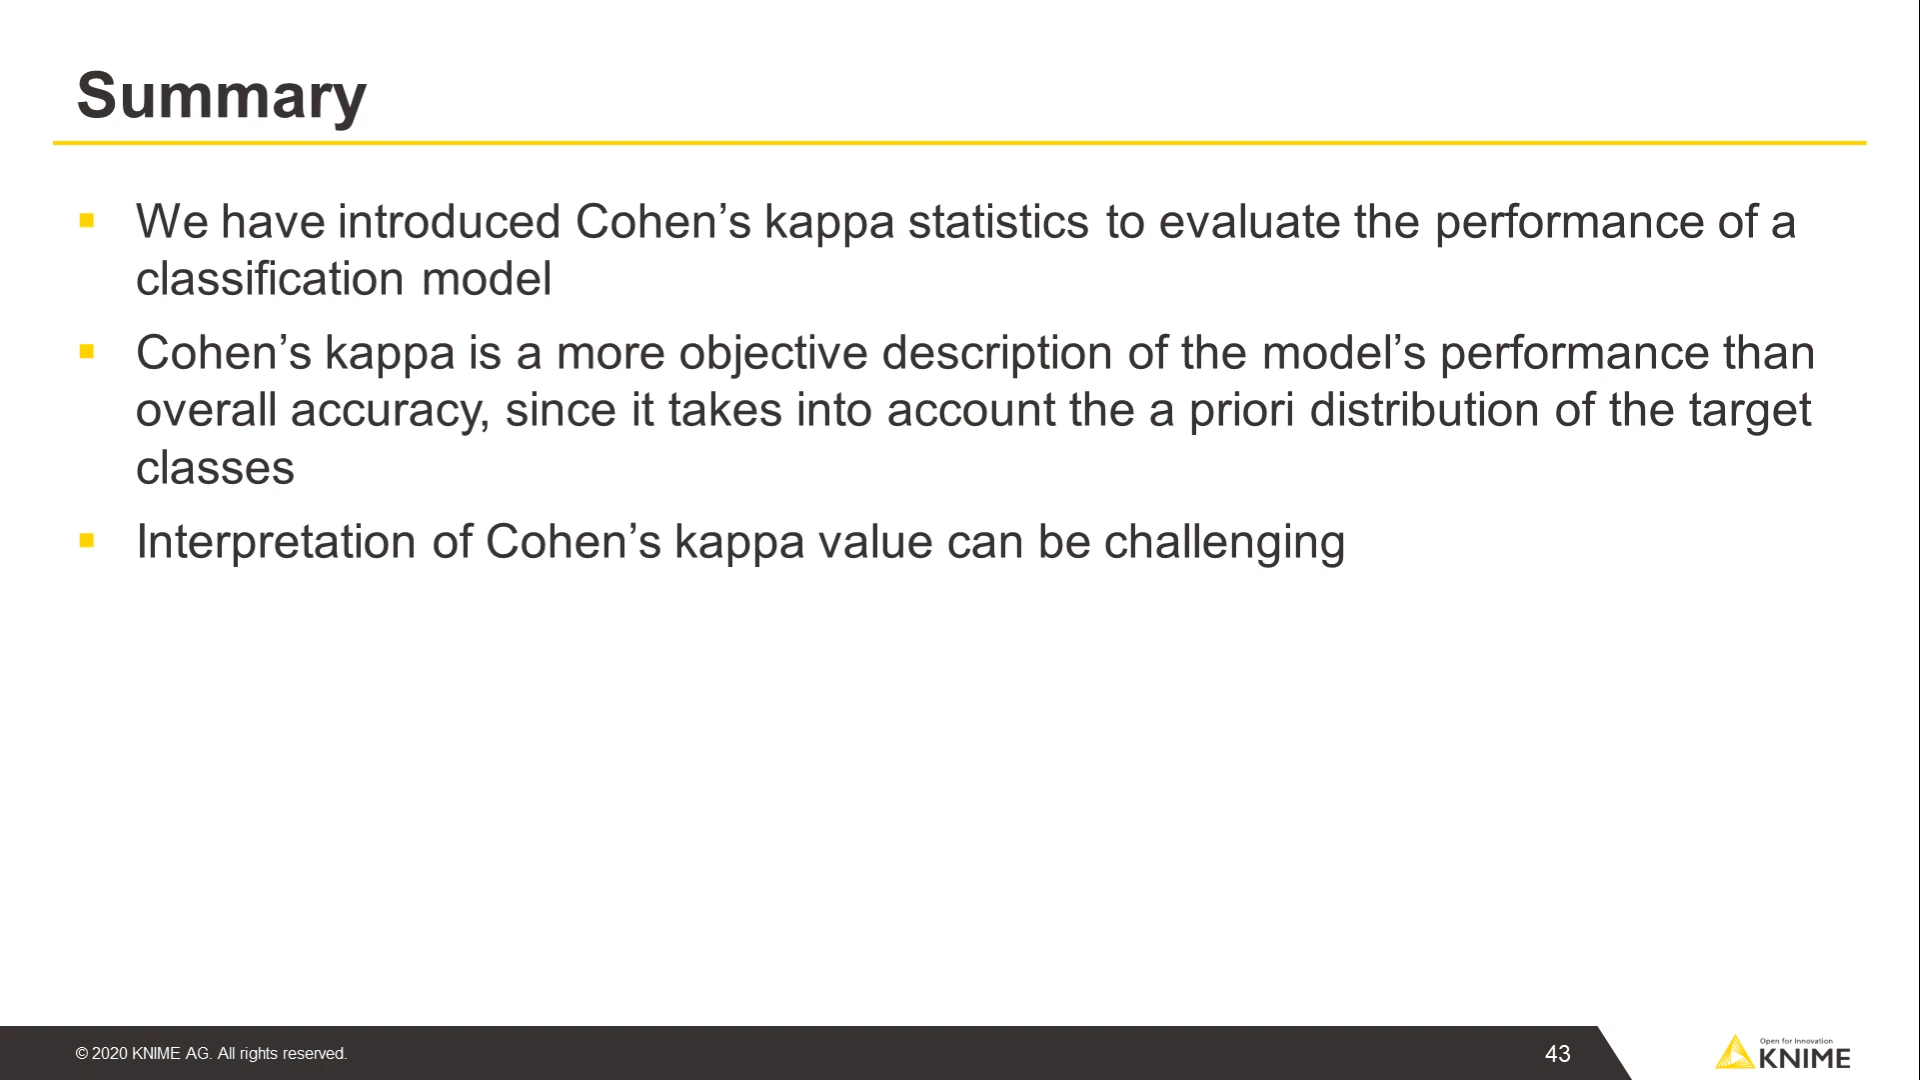 Summary
▪ We have introduced Cohen’s kappa statistics to evaluate the performance of a
classification model
▪ Cohen’s kappa is a more objective description of the model’s performance than
overall accuracy, since it takes into account the a priori distribution of the target
classes
▪ Interpretation of Cohen’s kappa value can be challenging
© 2020 KNIME AG. All rights reserved.
43
Open for Innovation
KNIME